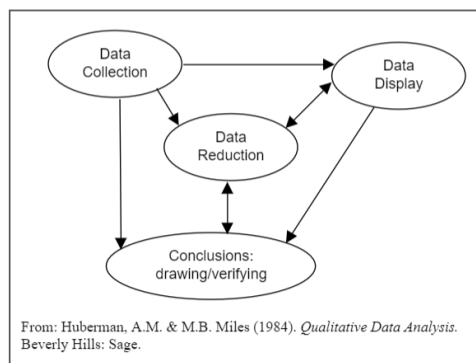 Data
Collection
Data
Display
Data
Reduction
Conclusions:
drawing/verifying
From: Huberman, A.M. & M.B. Miles (1984). Qualitative Data Analysis.
Beverly Hills: Sage.